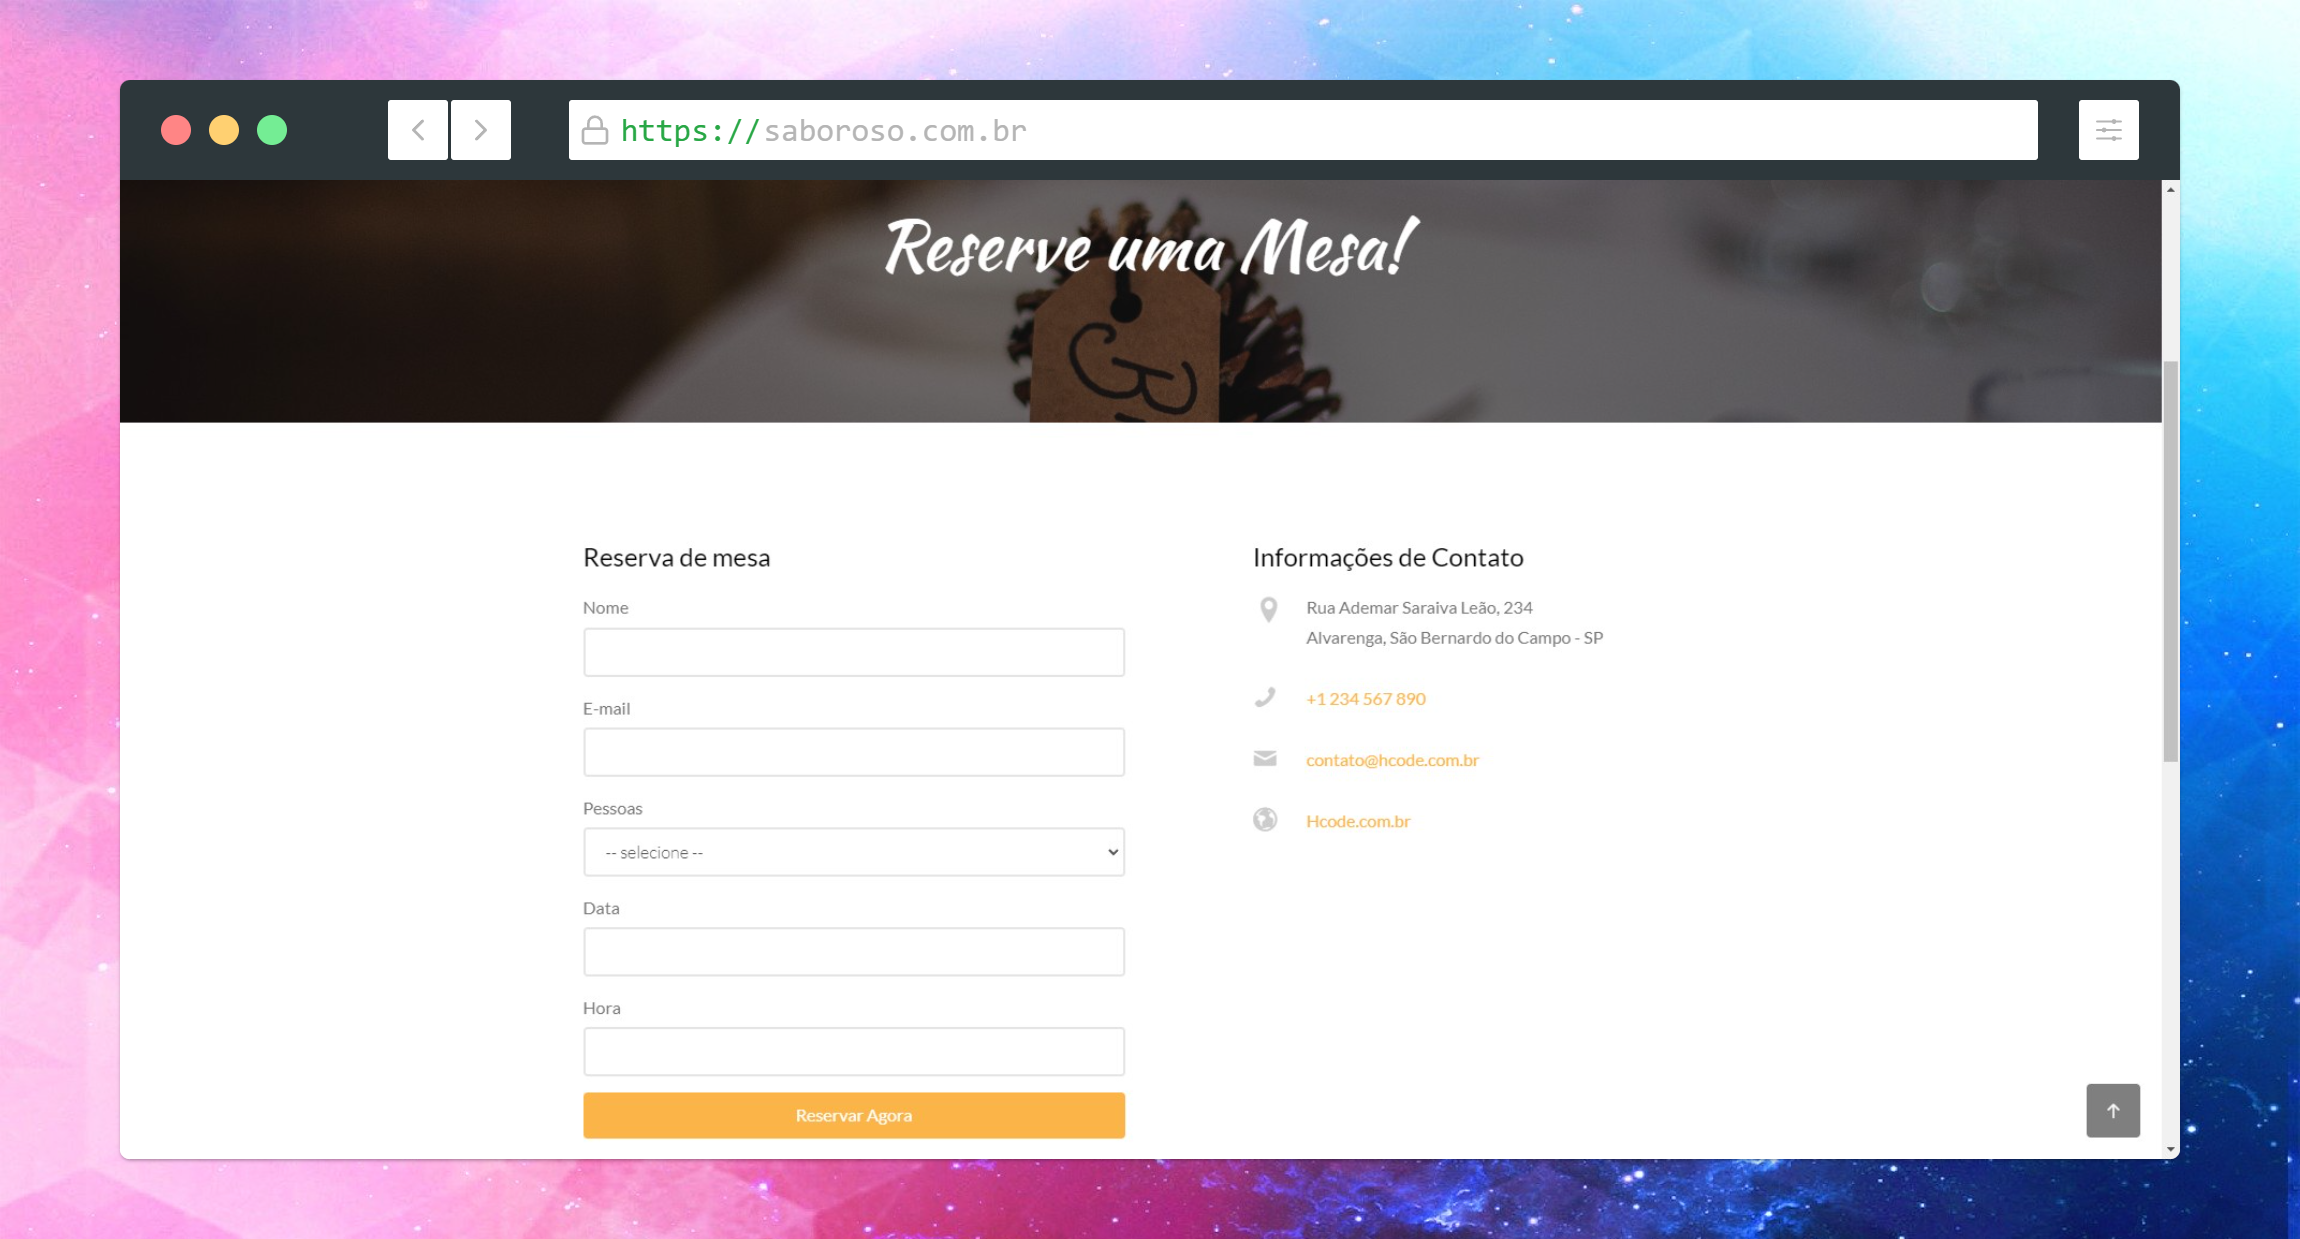 https://saboroso.com.br
Reserve uma Mesa!
Reserva de mesa
Nome
E-mail
Pessoas
-- selecione --
Data
Hora
Reservar Agora
Informações de Contato
Rua Ademar Saraiva Leão, 234
Alvarenga, São Bernardo do Campo - SP
+1 234 567 890
contato@hcode.com.br
Hcode.com.br